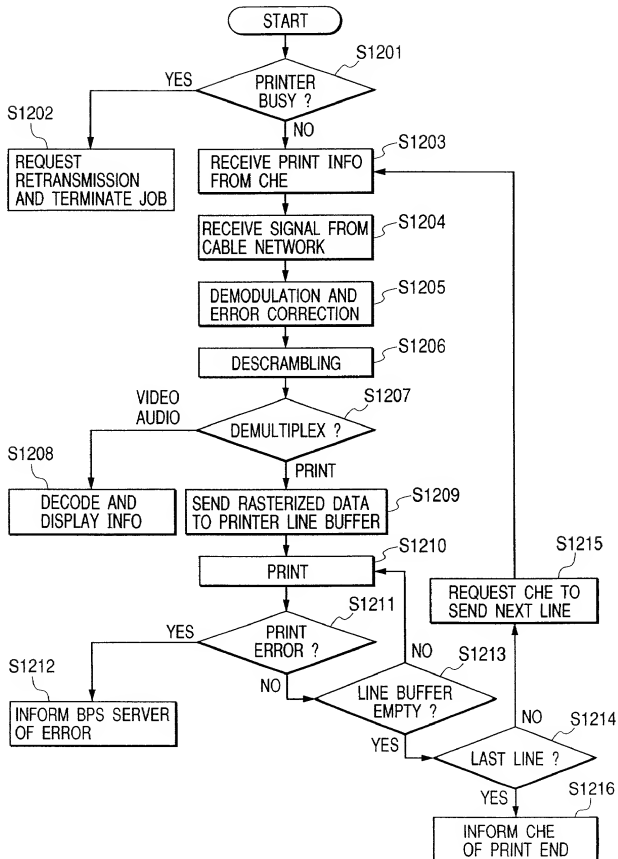 START
S1201
YES
PRINTER
BUSY ?
S1202
NO
REQUEST
RETRANSMISSION
AND TERMINATE JOB
S1203
RECEIVE PRINT INFO
FROM CHE
S1204
RECEIVE SIGNAL FROM
CABLE NETWORK
S1205
DEMODULATION AND
ERROR CORRECTION
S1206
DESCRAMBLING
VIDEO
AUDIO
S1207
DEMULTIPLEX ?
S1208
PRINT
DECODE AND
DISPLAY INFO
S1209
SEND RASTERIZED DATA
TO PRINTER LINE BUFFER
S1210
PRINT
S1215
REQUEST CHE TO
SEND NEXT LINE
S1211
YES
PRINT
ERROR ?
S1212
NO
INFORM BPS SERVER
OF ERROR
NO
S1213
LINE BUFFER
EMPTY ?
YES
NO
S1214
LAST LINE ?
YES
S1216
INFORM CHE
OF PRINT END